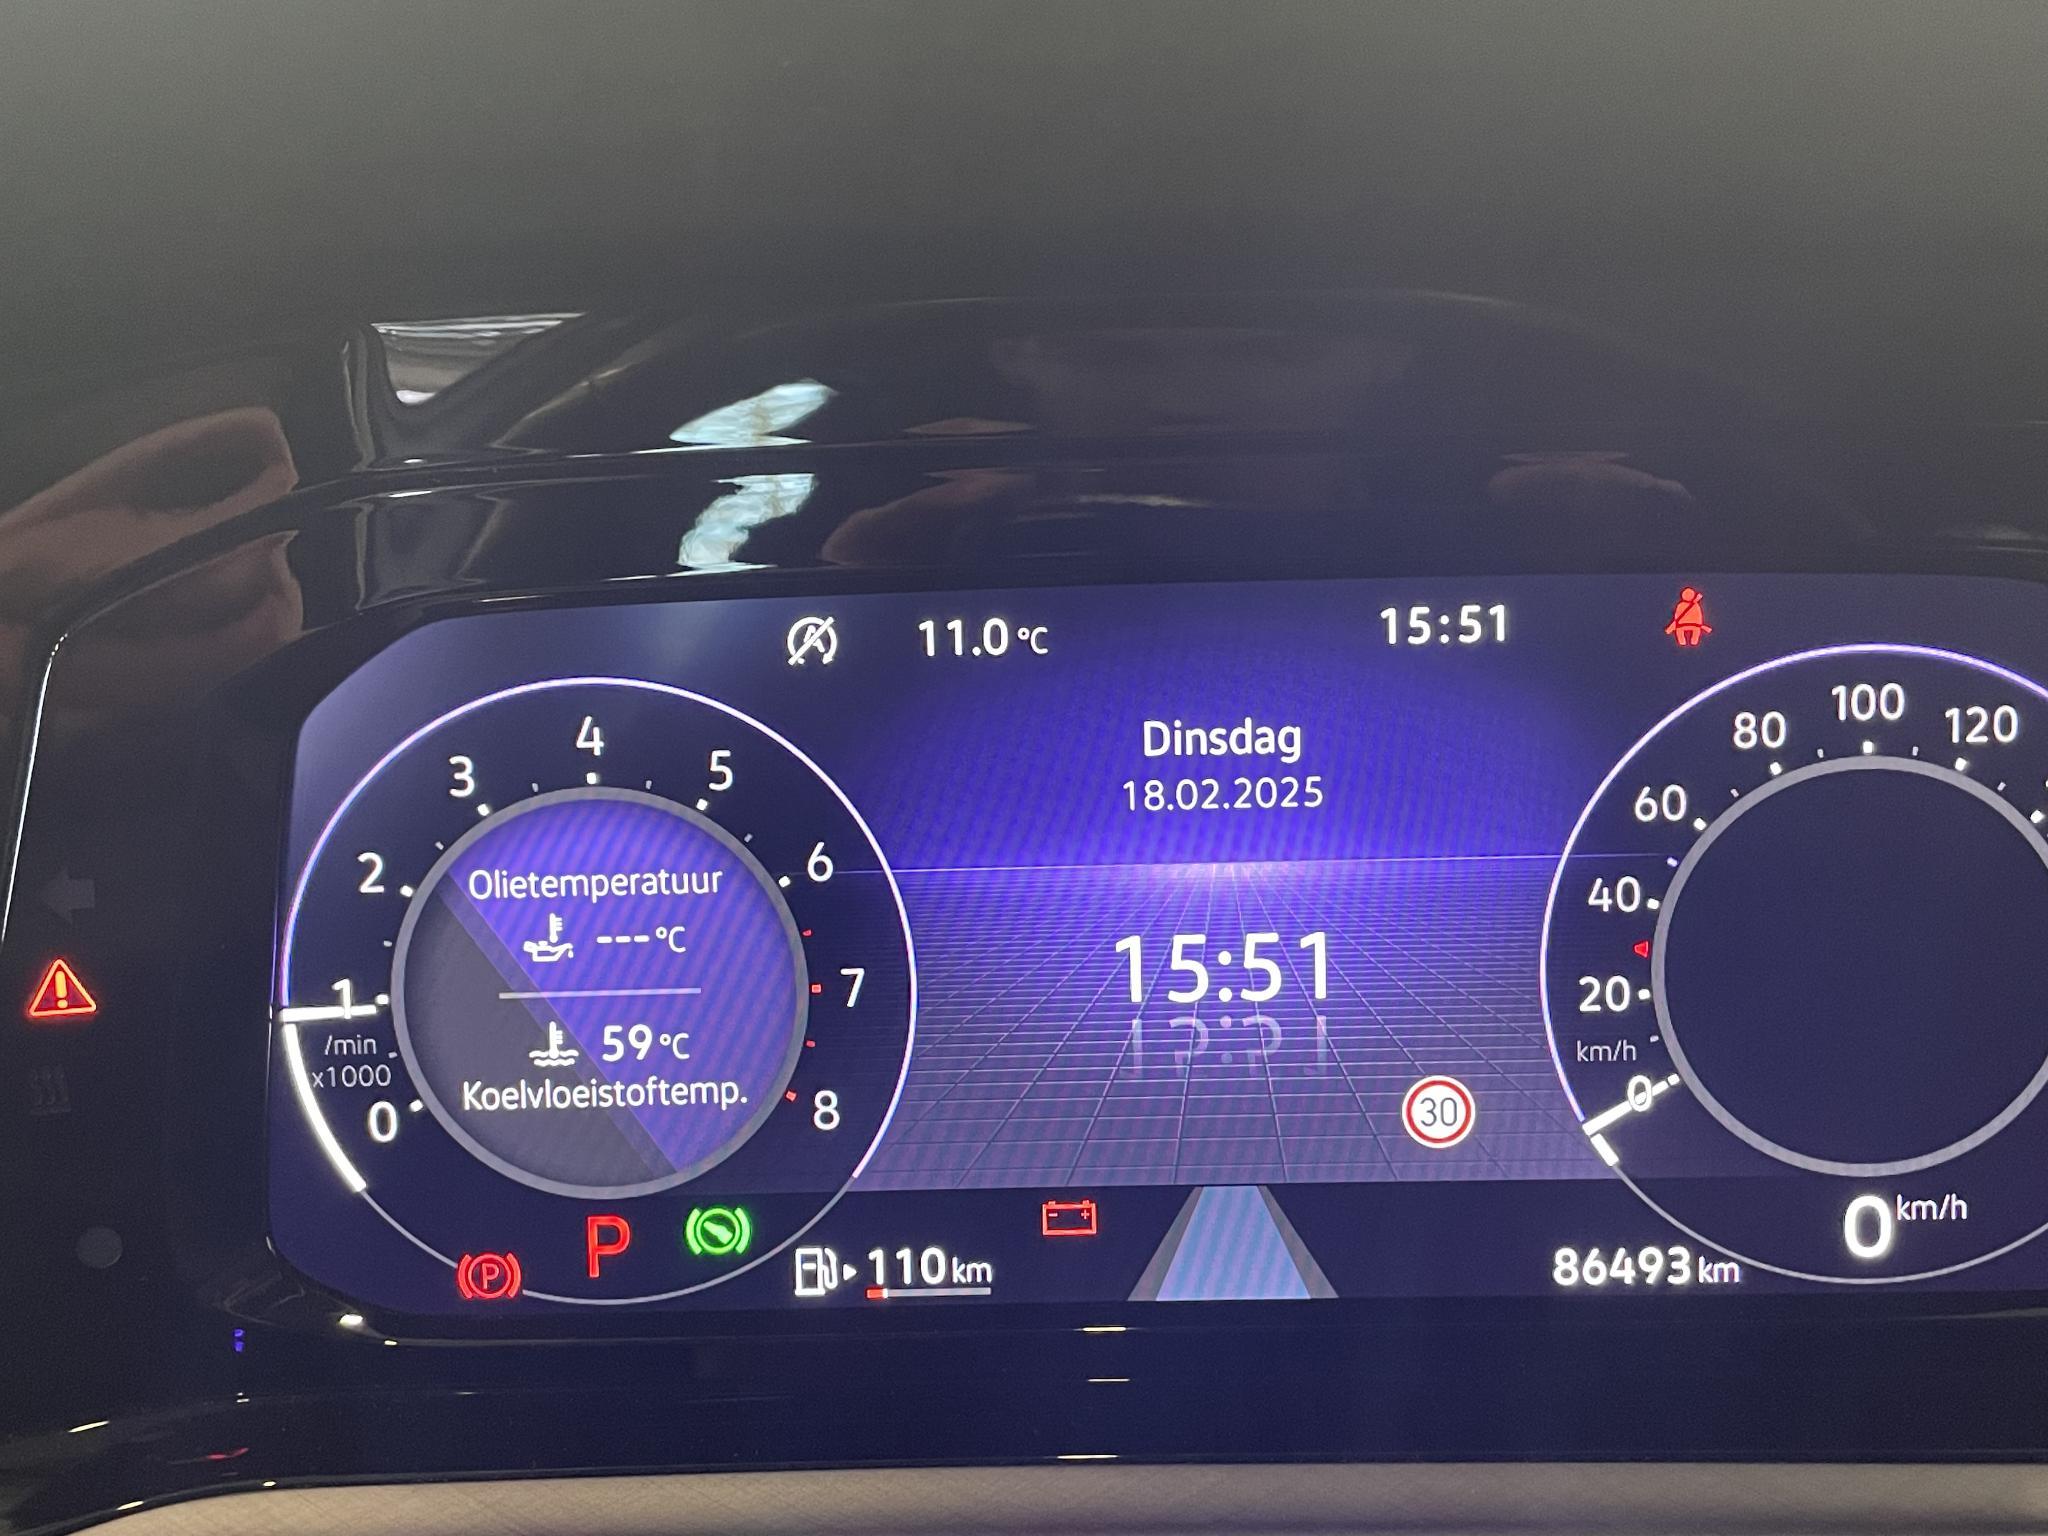 11.0 °C
15:51
Dinsdag
18.02.2025
15:51
30
0
1
2
3
4
5
6
7
8
/min
x1000
Olietemperatuur
---°C
59 °C
Koelvloeistoftemp.
0
20
40
60
80
100
120
km/h
0 km/h
P
P
110 km
86493 km